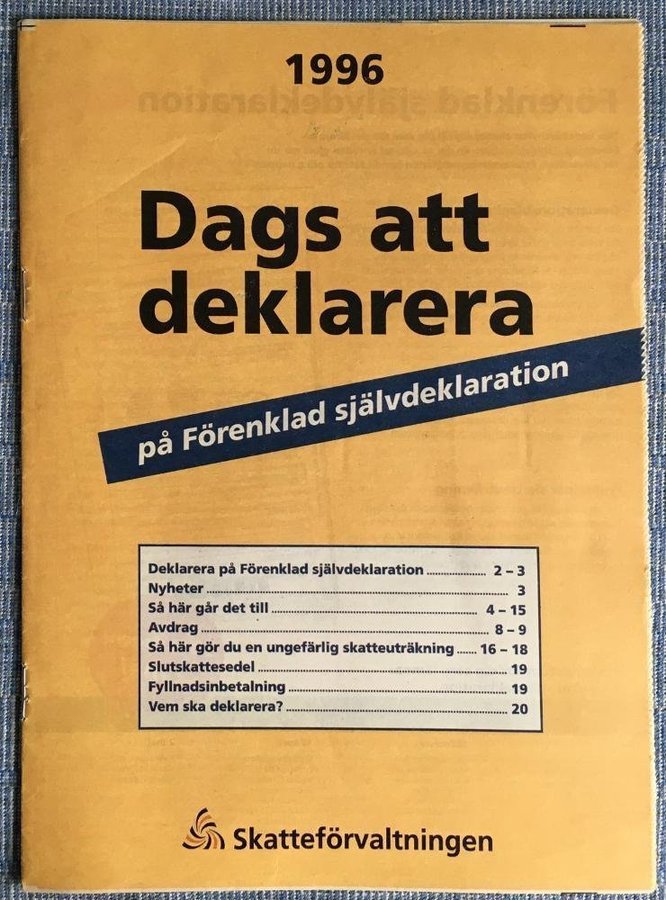 1996
Dags att
deklarera
på Förenklad självdeklaration
Deklarera på Förenklad självdeklaration ..................... 2 – 3
Nyheter ............................................................................... 3
Så här går det till ......................................................... 4 – 15
Avdrag ............................................................................ 8 – 9
Så här gör du en ungefärlig skatteuträkning ...... 16 – 18
Slutskattesedel ................................................................ 19
Fyllnadsinbetalning ......................................................... 19
Vem ska deklarera? .......................................................... 20
Skatteförvaltningen